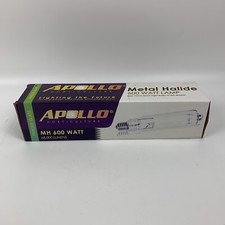 APOLLO
HORTICULTURE
Lighting the Future
Metal Halide
600 WATT LAMP
APOLLO
HORTICULTURE
MH 600 WATT